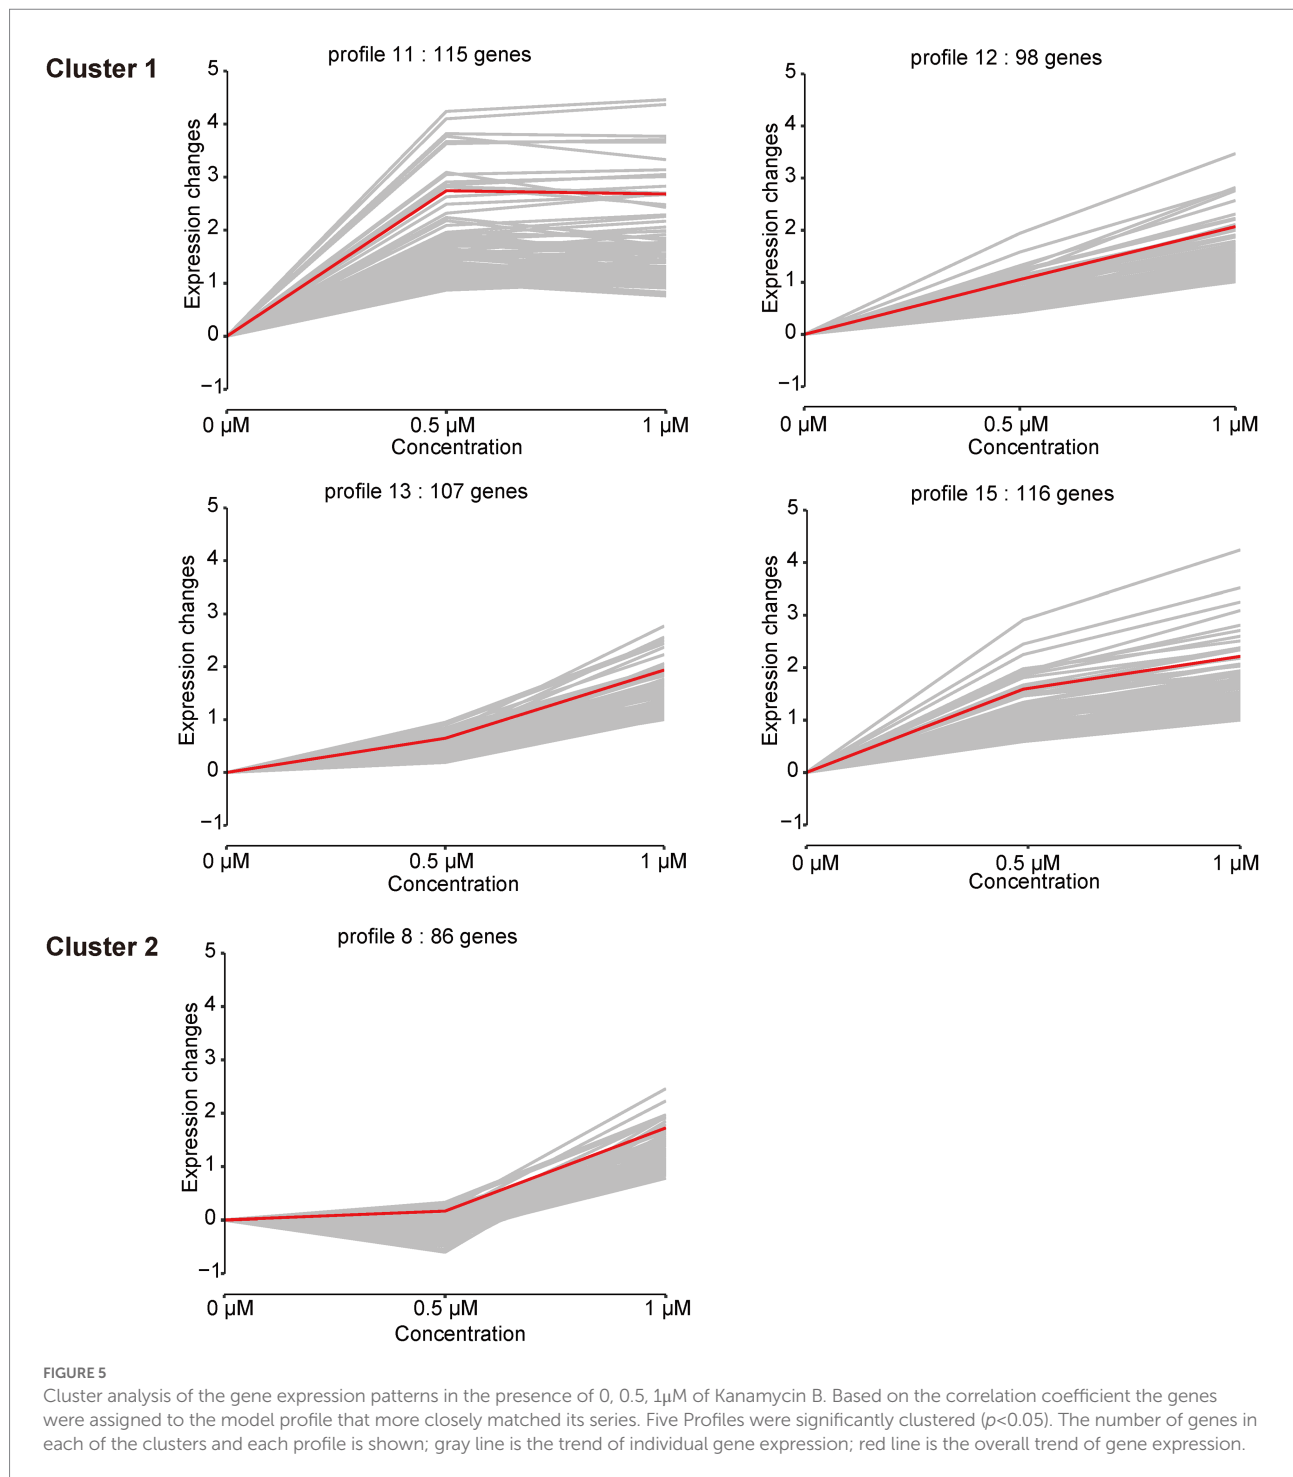 Cluster 1
profile 11 : 115 genes
Expression changes
5
4
3
2
1
0
−1
0 µM
0.5 µM
1 µM
Concentration
profile 12 : 98 genes
Expression changes
5
4
3
2
1
0
−1
0 µM
0.5 µM
1 µM
Concentration
profile 13 : 107 genes
Expression changes
5
4
3
2
1
0
−1
0 µM
0.5 µM
1 µM
Concentration
profile 15 : 116 genes
Expression changes
5
4
3
2
1
0
−1
0 µM
0.5 µM
1 µM
Concentration
Cluster 2
profile 8 : 86 genes
Expression changes
5
4
3
2
1
0
−1
0 µM
0.5 µM
1 µM
Concentration
FIGURE 5
Cluster analysis of the gene expression patterns in the presence of 0, 0.5, 1µM of Kanamycin B. Based on the correlation coefficient the genes
were assigned to the model profile that more closely matched its series. Five Profiles were significantly clustered (p<0.05). The number of genes in
each of the clusters and each profile is shown; gray line is the trend of individual gene expression; red line is the overall trend of gene expression.